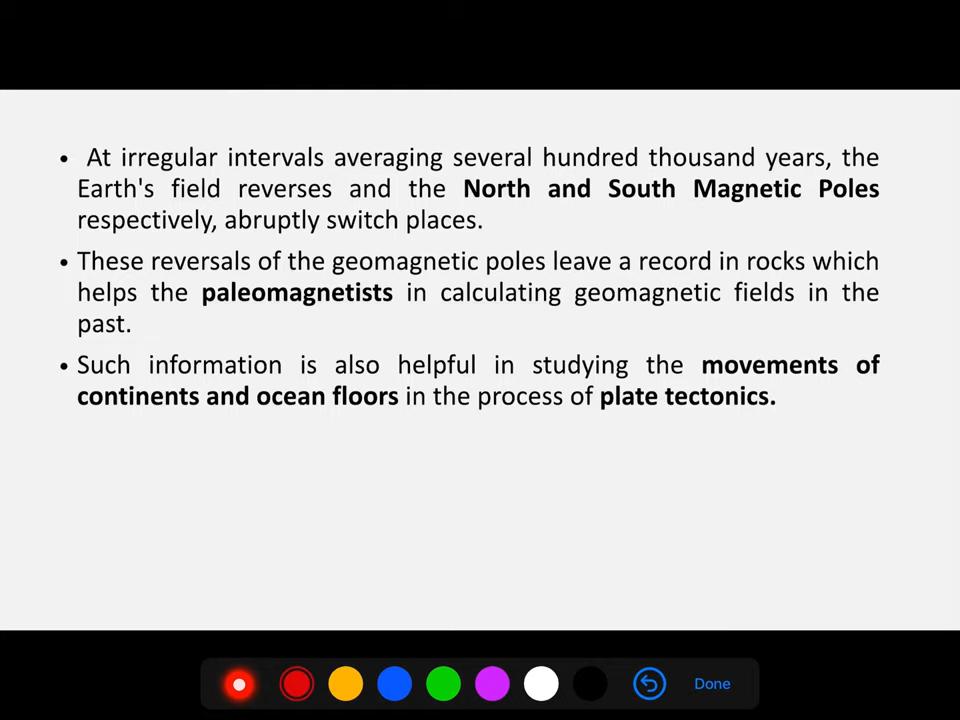 • At irregular intervals averaging several hundred thousand years, the
Earth's field reverses and the North and South Magnetic Poles
respectively, abruptly switch places.
• These reversals of the geomagnetic poles leave a record in rocks which
helps the paleomagnetists in calculating geomagnetic fields in the
past.
• Such information is also helpful in studying the movements of
continents and ocean floors in the process of plate tectonics.
Done